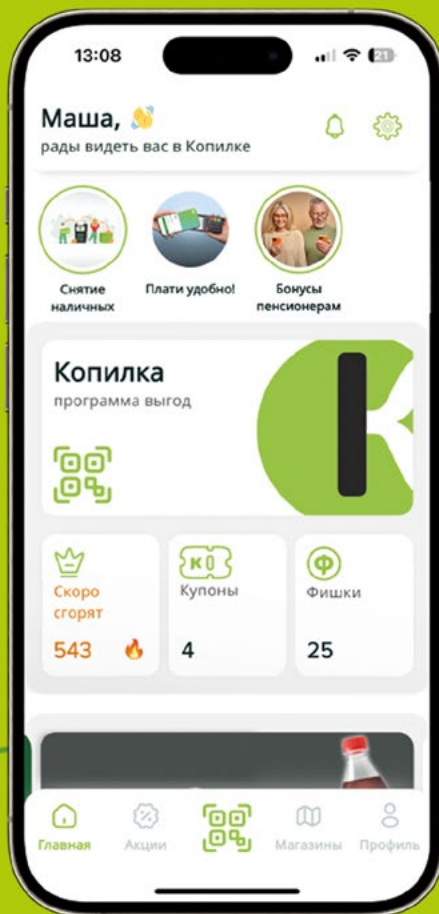 13:08
21
Маша, 👋
рады видеть вас в Копилке
Снятие
наличных
Плати удобно!
Бонусы
пенсионерам
Копилка
программа выгод
К
Скоро
сгорят
543 🔥
К
Купоны
4
Ф
Фишки
25
Главная
Акции
Магазины
Профиль